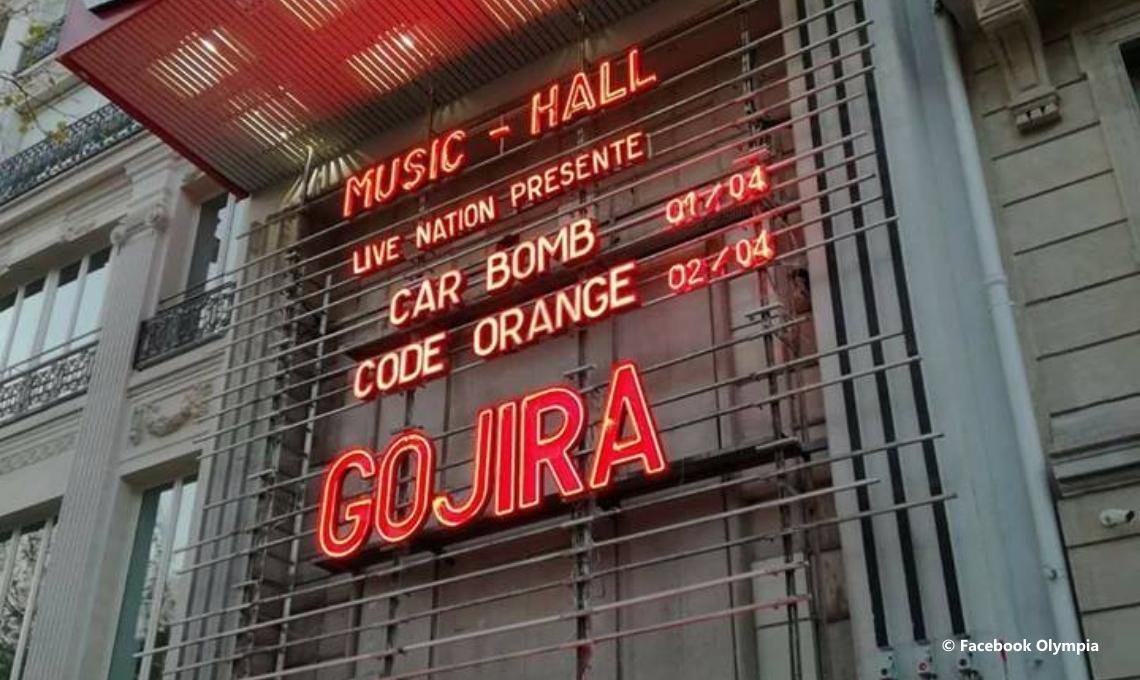 MUSIC - HALL
LIVE NATION PRESENTE
CAR BOMB 01/04
CODE ORANGE 02/04
GOJIRA
© Facebook Olympia